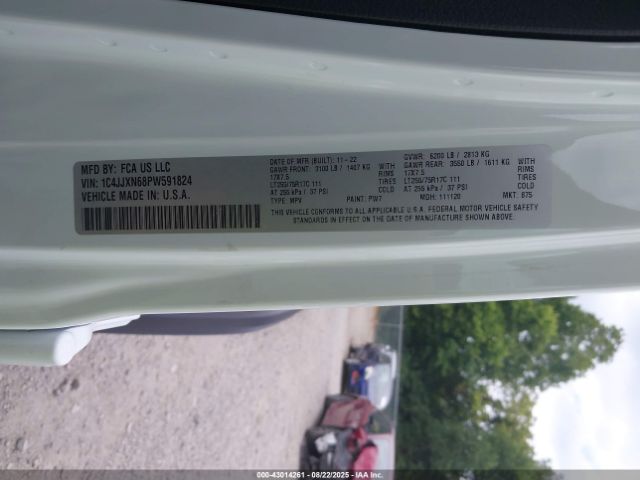 MFD BY: FCA US LLC
VIN: 1C4JJXN68PW591824
VEHICLE MADE IN: U.S.A.
DATE OF MFR (BUILT): 11-22
GAWR FRONT: 3100 LB / 1407 KG WITH
17X7.5 RIMS
LT255/75R17C 111 TIRES
AT 255 kPa / 37 PSI COLD
TYPE: MPV PAINT: PW7
GVWR: 6200 LB / 2813 KG
GAWR REAR: 3550 LB / 1611 KG WITH
17X7.5 RIMS
LT255/75R17C 111 TIRES
AT 255 kPa / 37 PSI COLD
MGH: 111120 MKT: 875
THIS VEHICLE CONFORMS TO ALL APPLICABLE U.S.A. FEDERAL MOTOR VEHICLE SAFETY
STANDARDS IN EFFECT ON THE DATE OF MANUFACTURE SHOWN ABOVE.
©IAAI-43014261 - 08/22/2025 - IAAI.COM